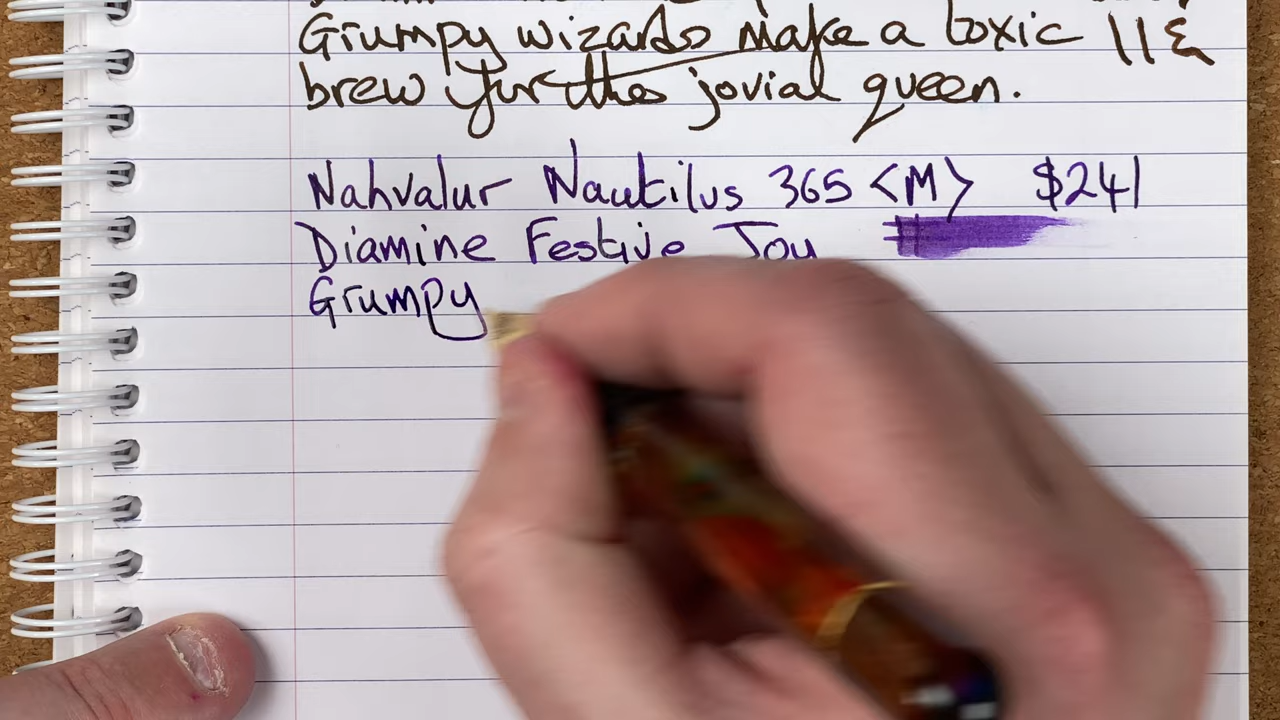 Grumpy wizards make a toxic
brew for the jovial queen.
Nahvalur Nautilus 365 <M> $241
Diamine Festive Joy
Grumpy